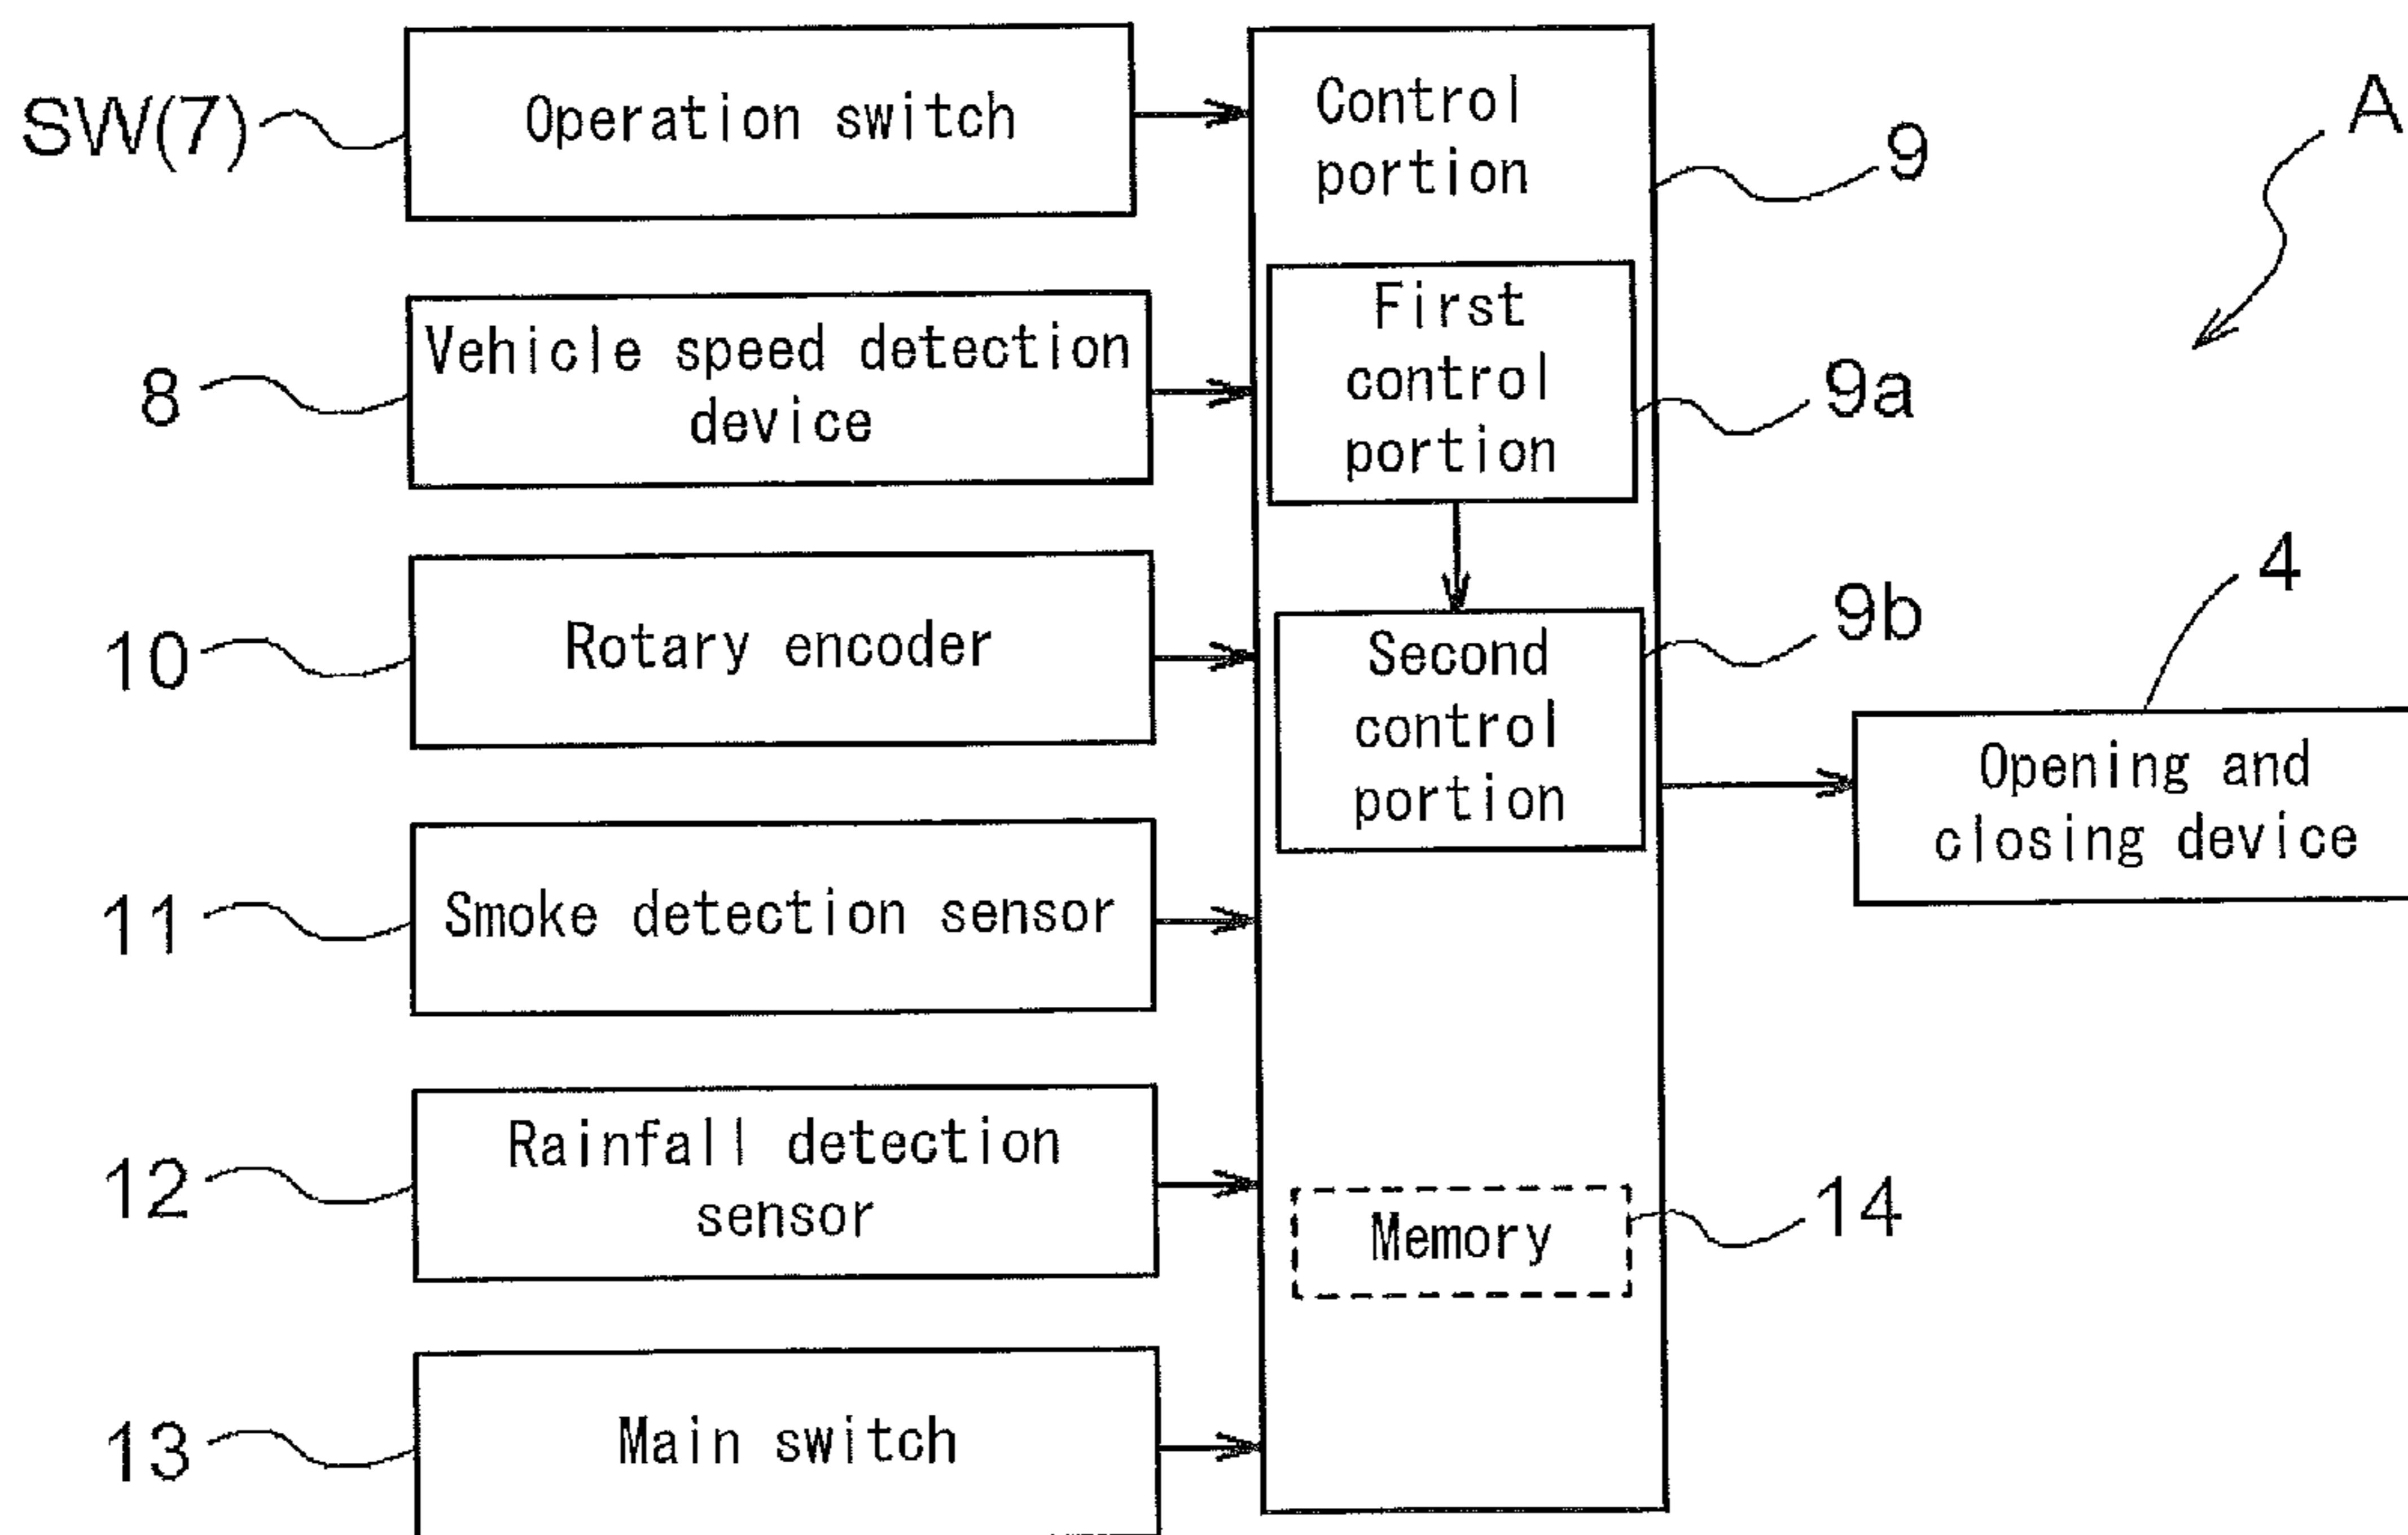 SW(7)
Operation switch
Control
portion
9
A
8
Vehicle speed detection
device
First
control
portion
9a
10
Rotary encoder
Second
control
portion
9b
4
Opening and
closing device
11
Smoke detection sensor
12
Rainfall detection
sensor
Memory
14
13
Main switch